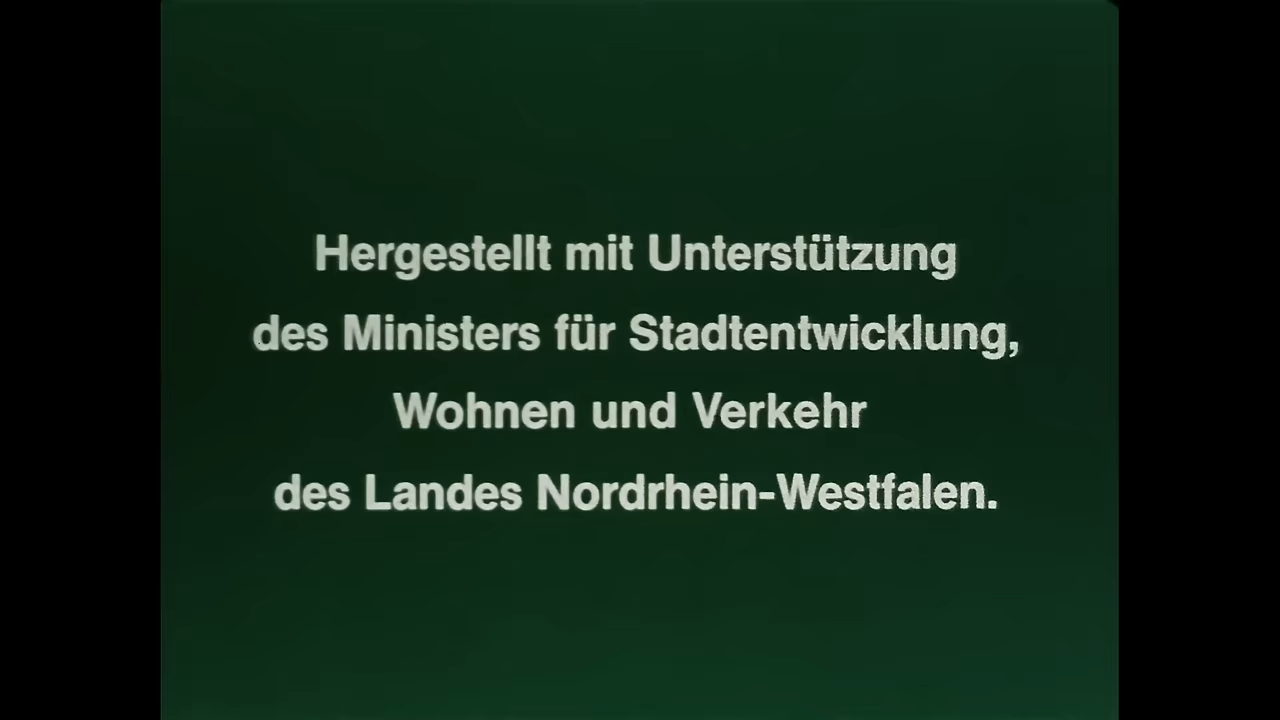 Hergestellt mit Unterstützung
des Ministers für Stadtentwicklung,
Wohnen und Verkehr
des Landes Nordrhein-Westfalen.